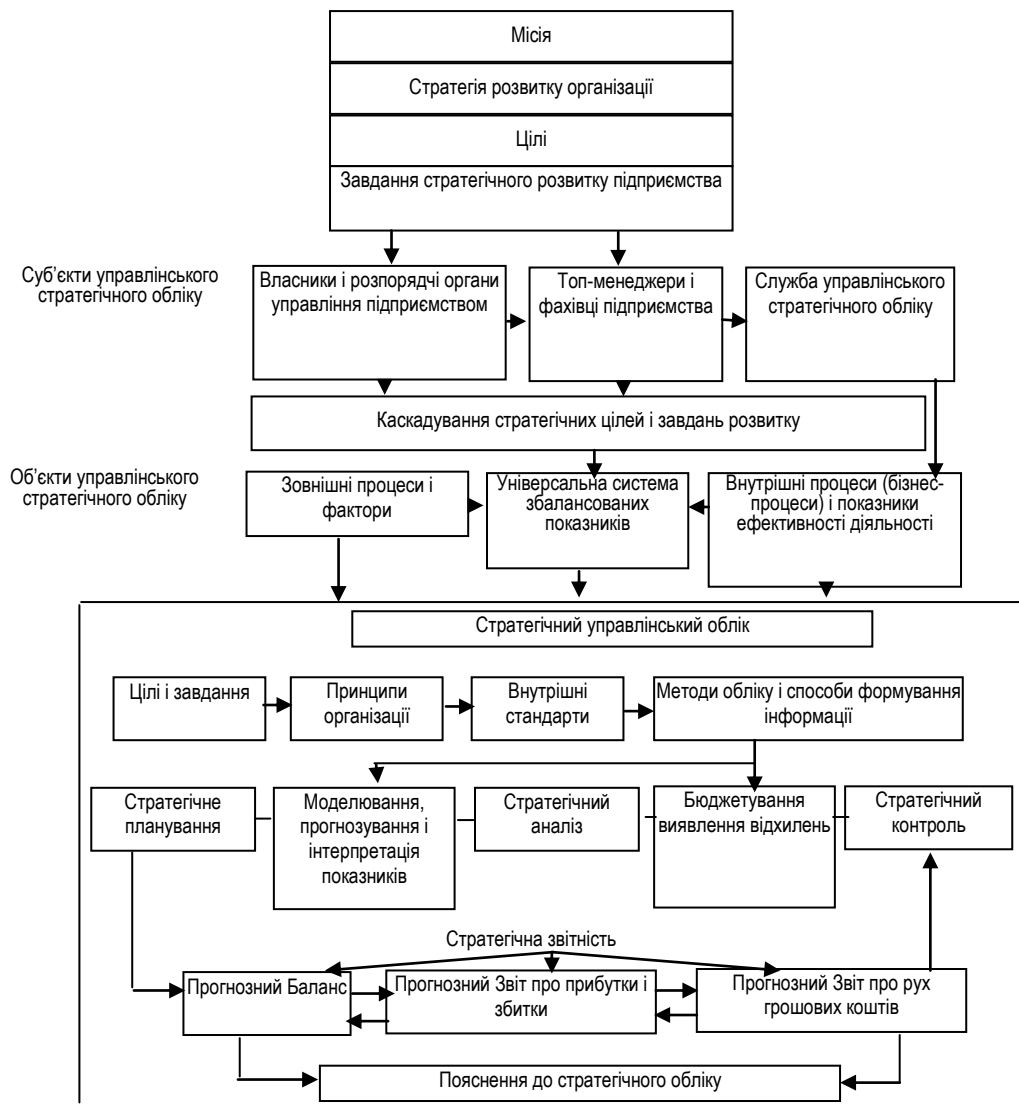 Місія
Стратегія розвитку організації
Цілі
Завдання стратегічного розвитку підприємства
Суб’єкти управлінського
стратегічного обліку
Власники і розпорядчі органи
управління підприємством
Топ-менеджери і
фахівці підприємства
Служба управлінського
стратегічного обліку
Каскадування стратегічних цілей і завдань розвитку
Об’єкти управлінського
стратегічного обліку
Зовнішні процеси і
фактори
Універсальна система
збалансованих
показників
Внутрішні процеси (бізнес-
процеси) і показники
ефективності діяльності
Стратегічний управлінський облік
Цілі і завдання
Принципи
організації
Внутрішні
стандарти
Методи обліку і способи формування
інформації
Стратегічне
планування
Моделювання,
прогнозування і
інтерпретація
показників
Стратегічний
аналіз
Бюджетування
виявлення відхилень
Стратегічний
контроль
Стратегічна звітність
Прогнозний Баланс
Прогнозний Звіт про прибутки і
збитки
Прогнозний Звіт про рух
грошових коштів
Пояснення до стратегічного обліку